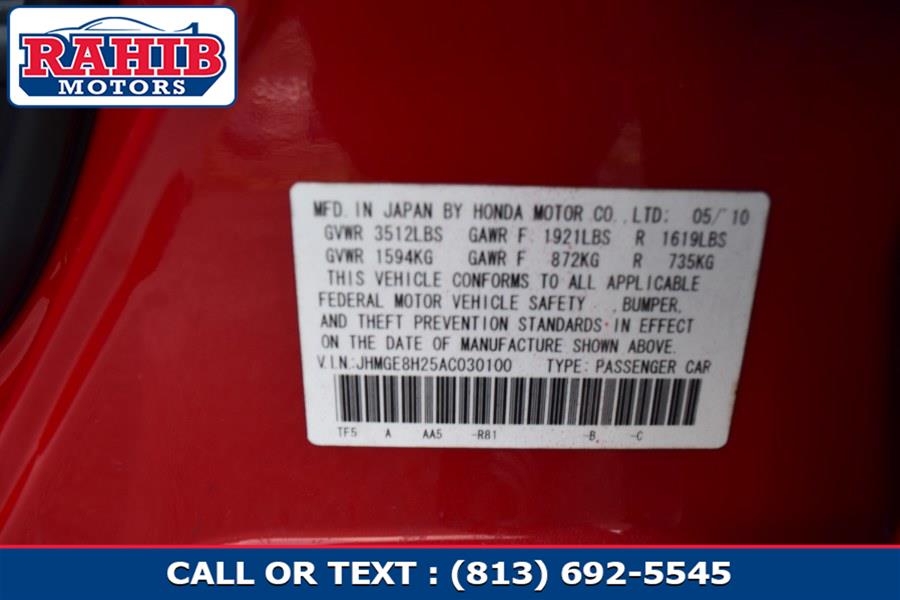 RAHIB
MOTORS
MFD. IN JAPAN BY HONDA MOTOR CO., LTD: 05/10
GVWR 3512LBS GAWR F 1921LBS R 1619LBS
GVWR 1594KG GAWR F 872KG R 735KG
THIS VEHICLE CONFORMS TO ALL APPLICABLE
FEDERAL MOTOR VEHICLE SAFETY , BUMPER,
AND THEFT PREVENTION STANDARDS IN EFFECT
ON THE DATE OF MANUFACTURE SHOWN ABOVE.
V.I.N:JHMGE8H25AC030100 TYPE: PASSENGER CAR
TF5 A AA5 -R81 -B -C
CALL OR TEXT : (813) 692-5545